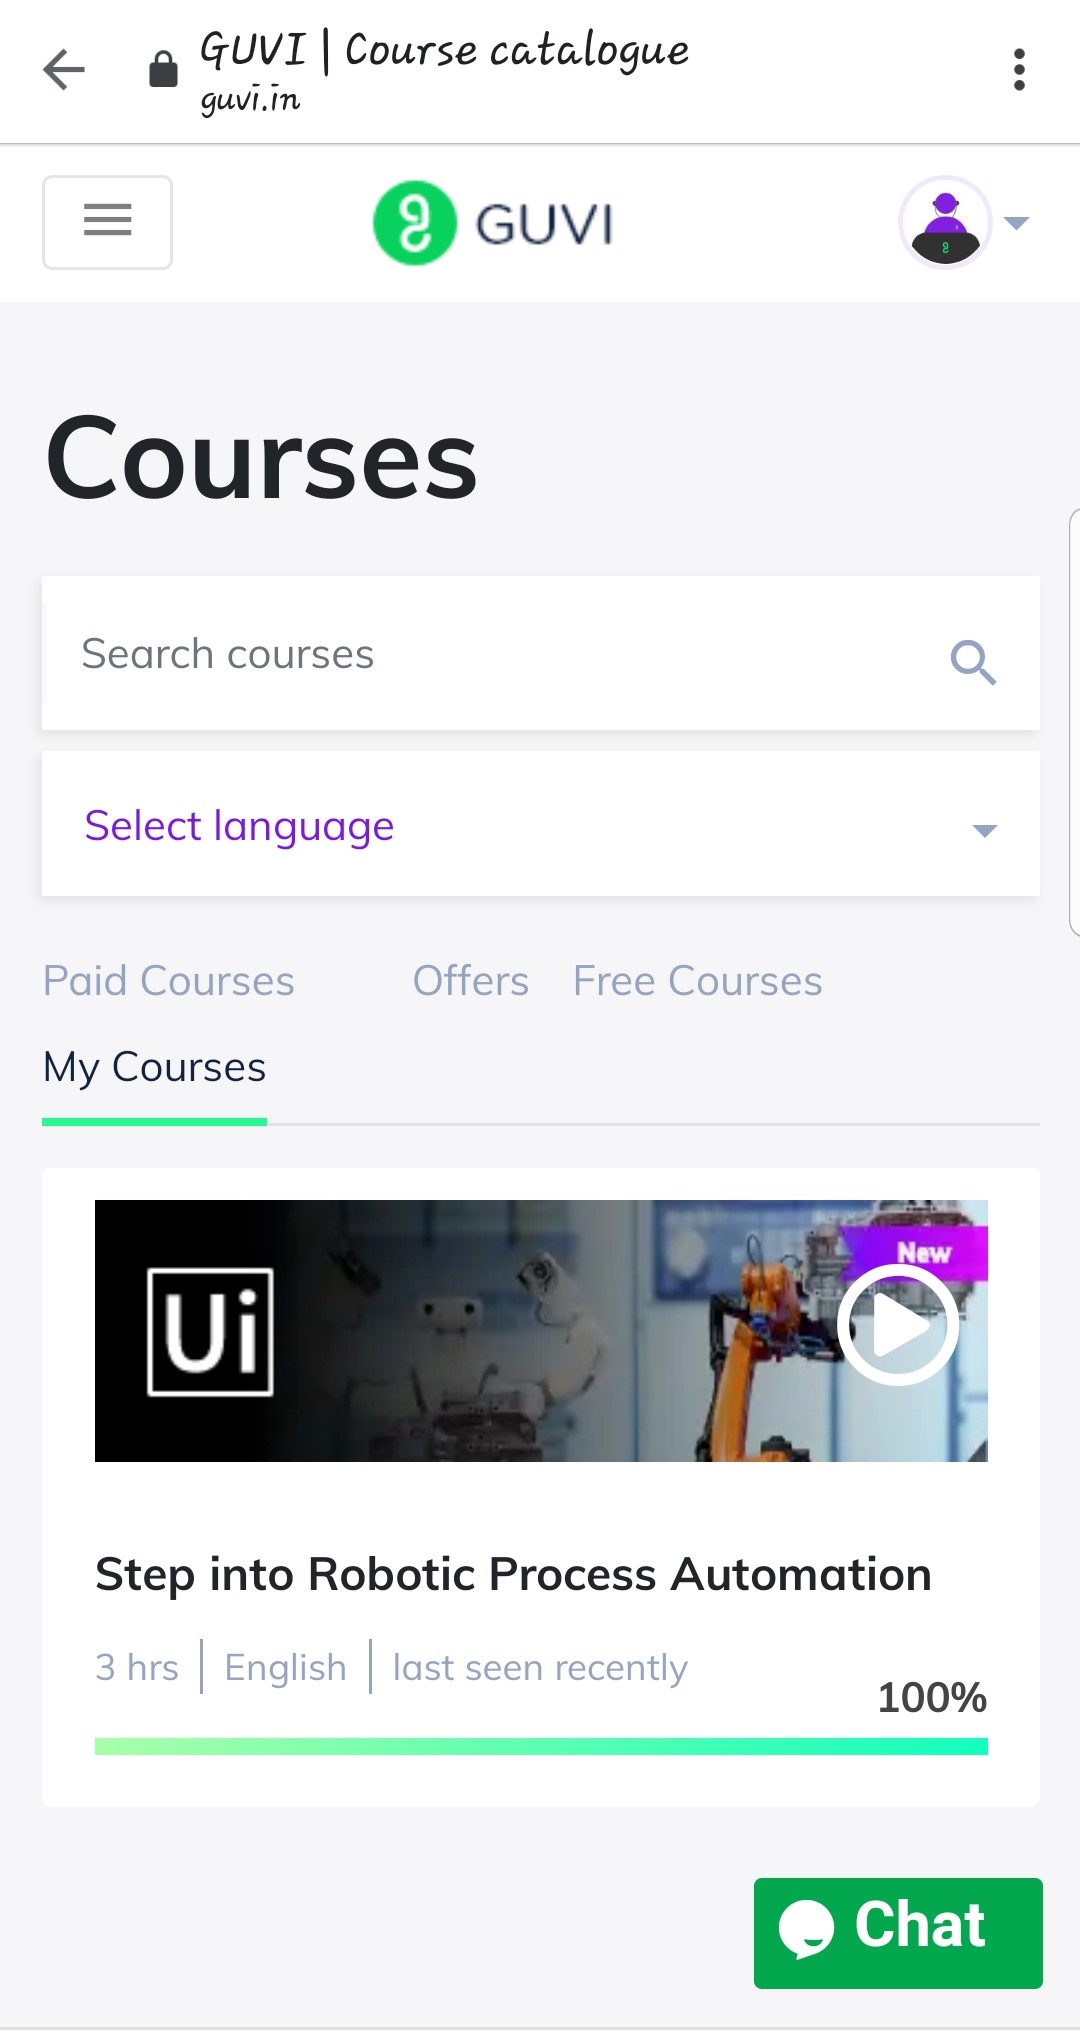 GUVI | Course catalogue
guvi.in
GUVI
Courses
Search courses
Select language
Paid Courses Offers Free Courses
My Courses
New
Ui
Step into Robotic Process Automation
3 hrs | English | last seen recently
100%
Chat